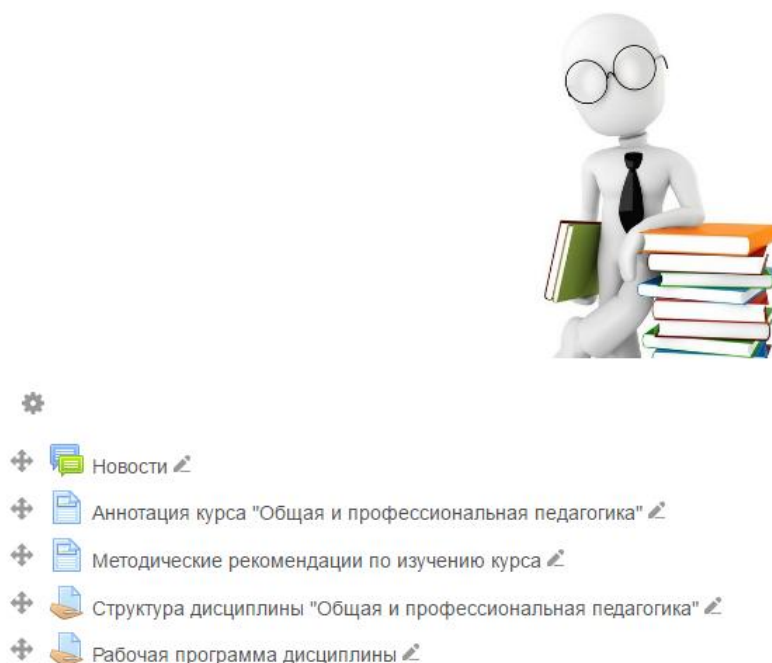 Новости
Аннотация курса "Общая и профессиональная педагогика"
Методические рекомендации по изучению курса
Структура дисциплины "Общая и профессиональная педагогика"
Рабочая программа дисциплины